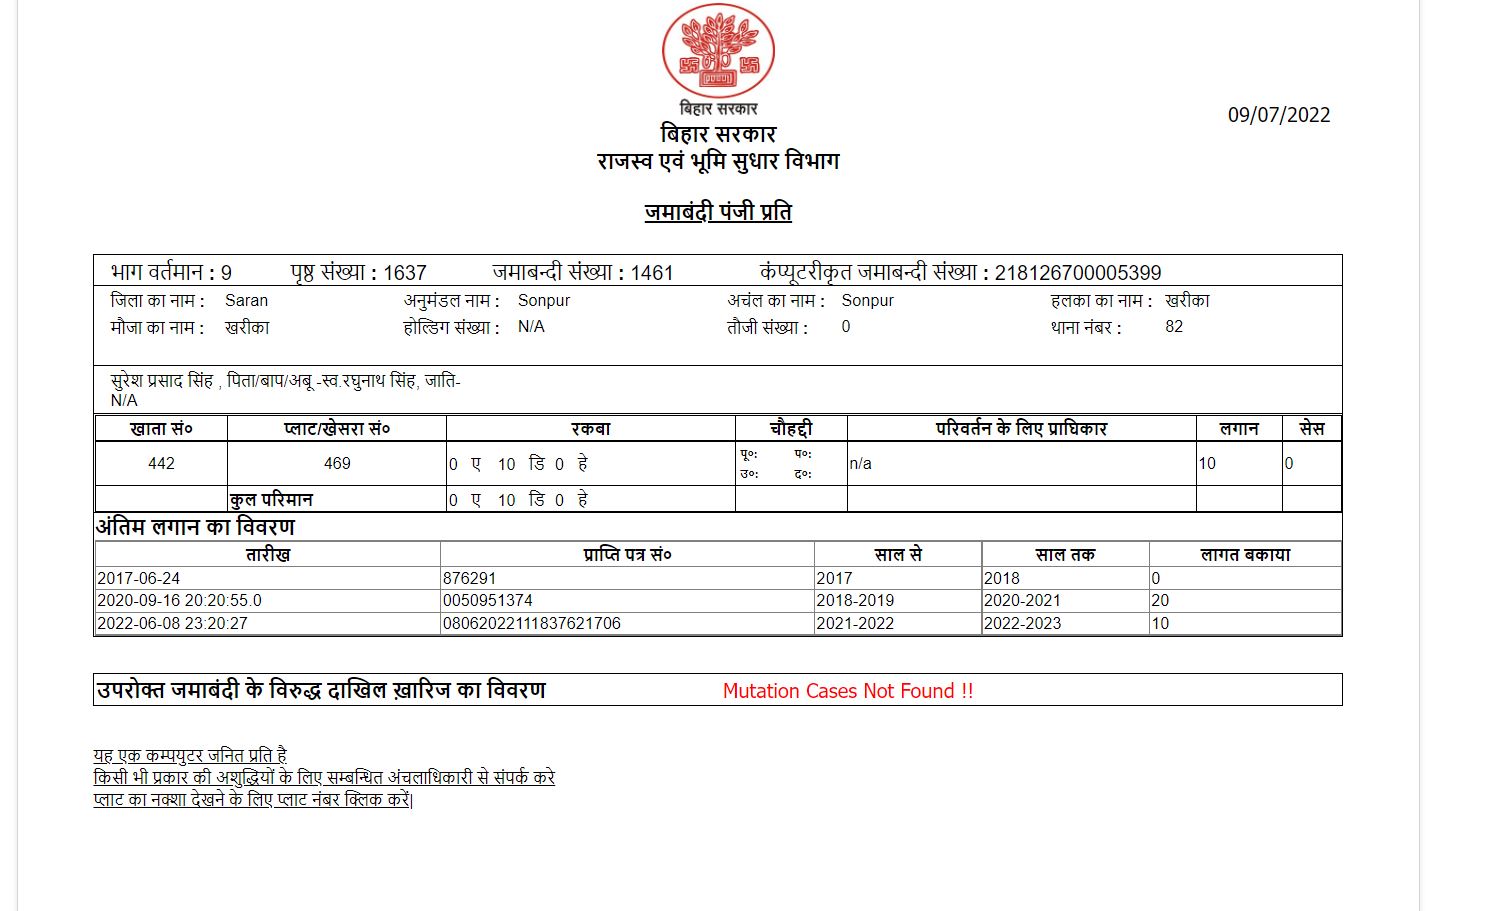 बिहार सरकार
बिहार सरकार
09/07/2022
राजस्व एवं भूमि सुधार विभाग
जमाबंदी पंजी प्रति
भाग वर्तमान : 9 पृष्ठ संख्या : 1637 जमाबन्दी संख्या : 1461 कंप्यूटरीकृत जमाबन्दी संख्या : 218126700005399
जिला का नाम : Saran अनुमंडल नाम : Sonpur अचंल का नाम : Sonpur हलका का नाम : खरीका
मौजा का नाम : खरीका होल्डिग संख्या : N/A तौजी संख्या : 0 थाना नंबर : 82
सुरेश प्रसाद सिंह , पिता/बाप/अबू -स्व.रघुनाथ सिंह, जाति-
N/A
खाता सं० प्लाट/खेसरा सं० रकबा चौहद्दी परिवर्तन के लिए प्राधिकार लगान सेस
442 469 0 ए 10 डि 0 हे पू०: प०: n/a 10 0
उ०: द०:
कुल परिमान 0 ए 10 डि 0 हे
अंतिम लगान का विवरण
तारीख प्राप्ति पत्र सं० साल से साल तक लागत बकाया
2017-06-24 876291 2017 2018 0
2020-09-16 20:20:55.0 0050951374 2018-2019 2020-2021 20
2022-06-08 23:20:27 08062022111837621706 2021-2022 2022-2023 10
उपरोक्त जमाबंदी के विरुद्ध दाखिल ख़ारिज का विवरण Mutation Cases Not Found !!
यह एक कम्पयुटर जनित प्रति है
किसी भी प्रकार की अशुद्धियों के लिए सम्बन्धित अंचलाधिकारी से संपर्क करे
प्लाट का नक्शा देखने के लिए प्लाट नंबर क्लिक करें|